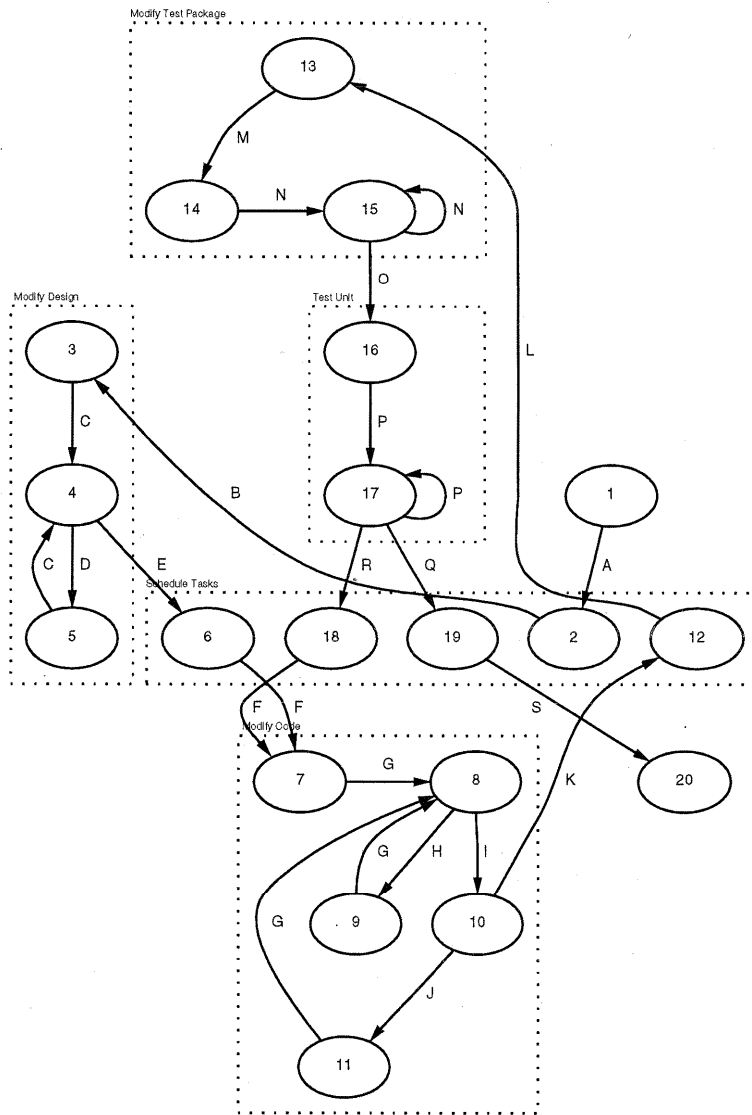 Modify Test Package
13
M
14
N
15
N
O
Modify Design
Test Unit
3
16
L
C
P
4
B
17
P
1
C
D
E
R
Q
A
Schedule Tasks
5
6
18
19
2
12
F
F
S
Modify Code
7
G
8
K
20
G
H
I
G
9
10
J
11